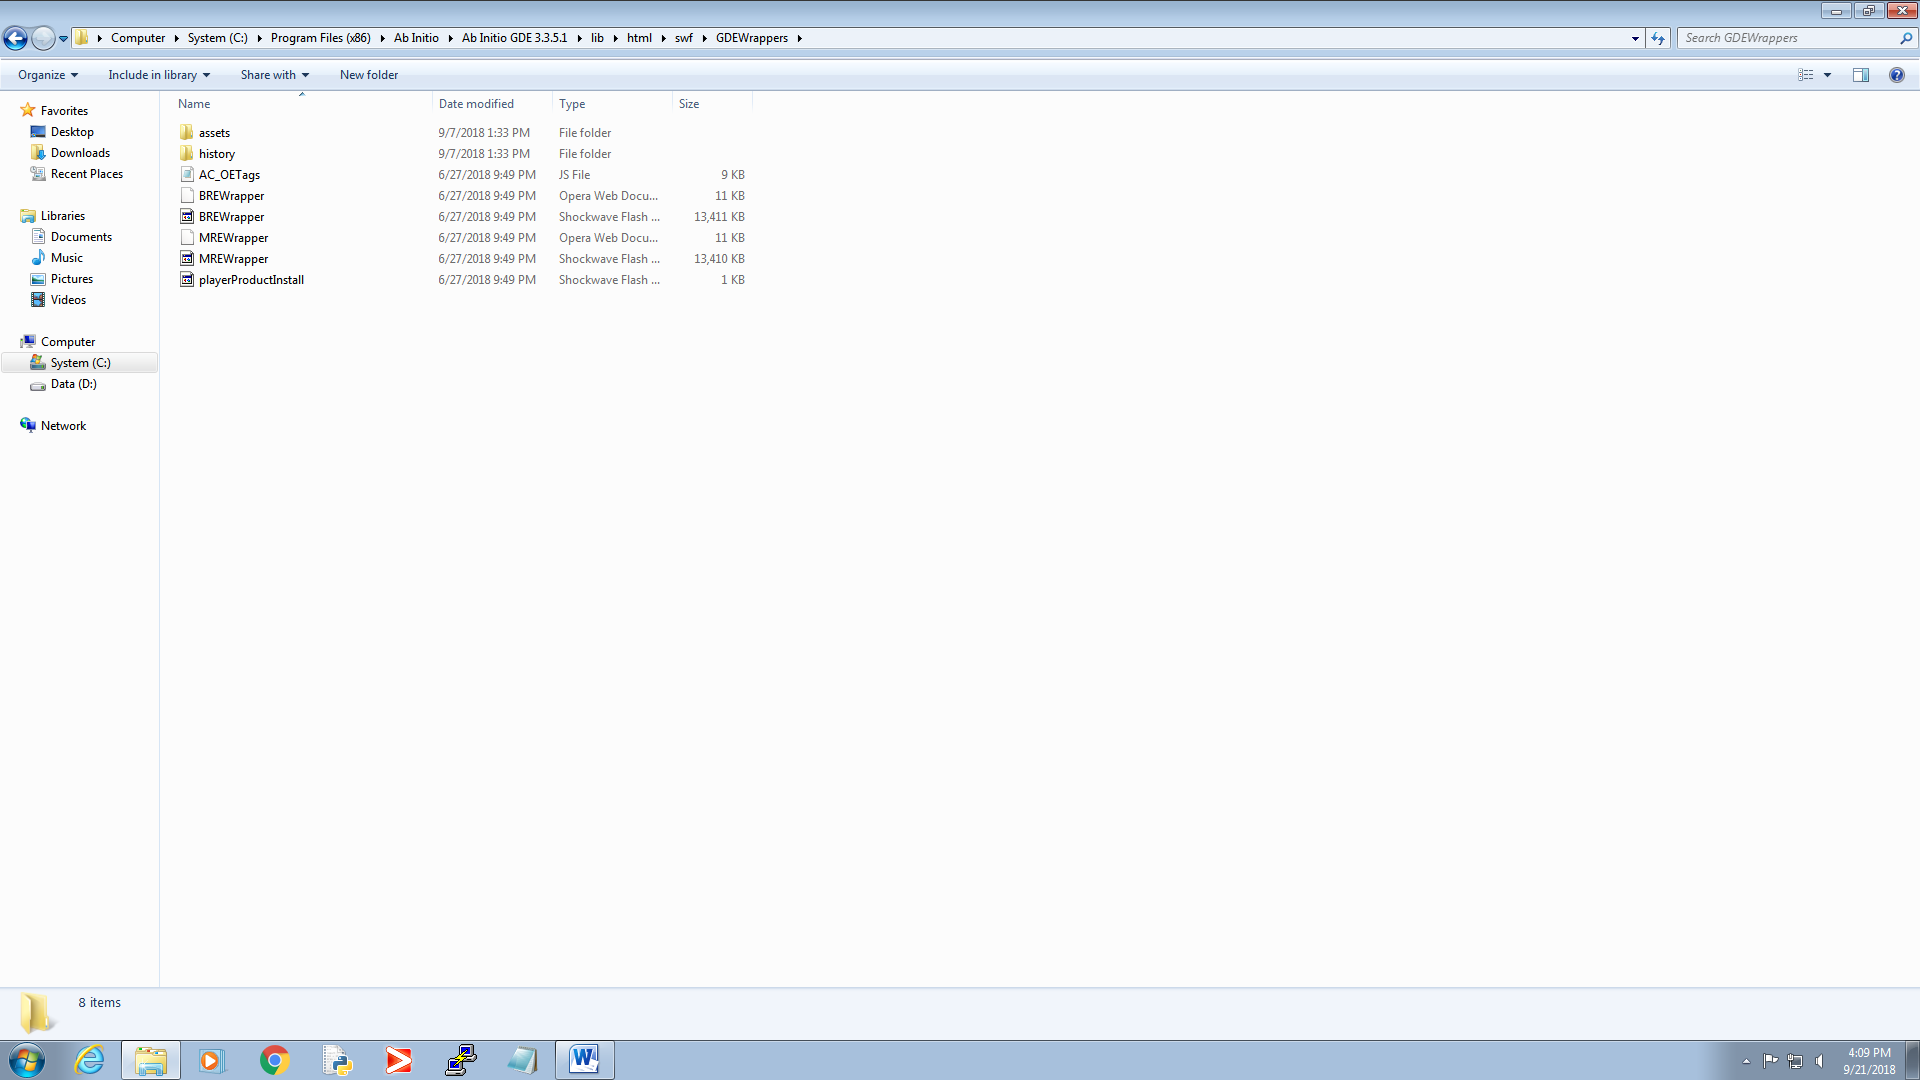 Computer System (C:) Program Files (x86) Ab Initio Ab Initio GDE 3.3.5.1 lib html swf GDEWrappers Search GDEWrappers
Organize Include in library Share with New folder
Name Date modified Type Size
Favorites
Desktop
Downloads
Recent Places
Libraries
Documents
Music
Pictures
Videos
Computer
System (C:)
Data (D:)
Network
assets 9/7/2018 1:33 PM File folder
history 9/7/2018 1:33 PM File folder
AC_OETags 6/27/2018 9:49 PM JS File 9 KB
BREWrapper 6/27/2018 9:49 PM Opera Web Docu... 11 KB
BREWrapper 6/27/2018 9:49 PM Shockwave Flash ... 13,411 KB
MREWrapper 6/27/2018 9:49 PM Opera Web Docu... 11 KB
MREWrapper 6/27/2018 9:49 PM Shockwave Flash ... 13,410 KB
playerProductInstall 6/27/2018 9:49 PM Shockwave Flash ... 1 KB
8 items
4:09 PM
9/21/2018